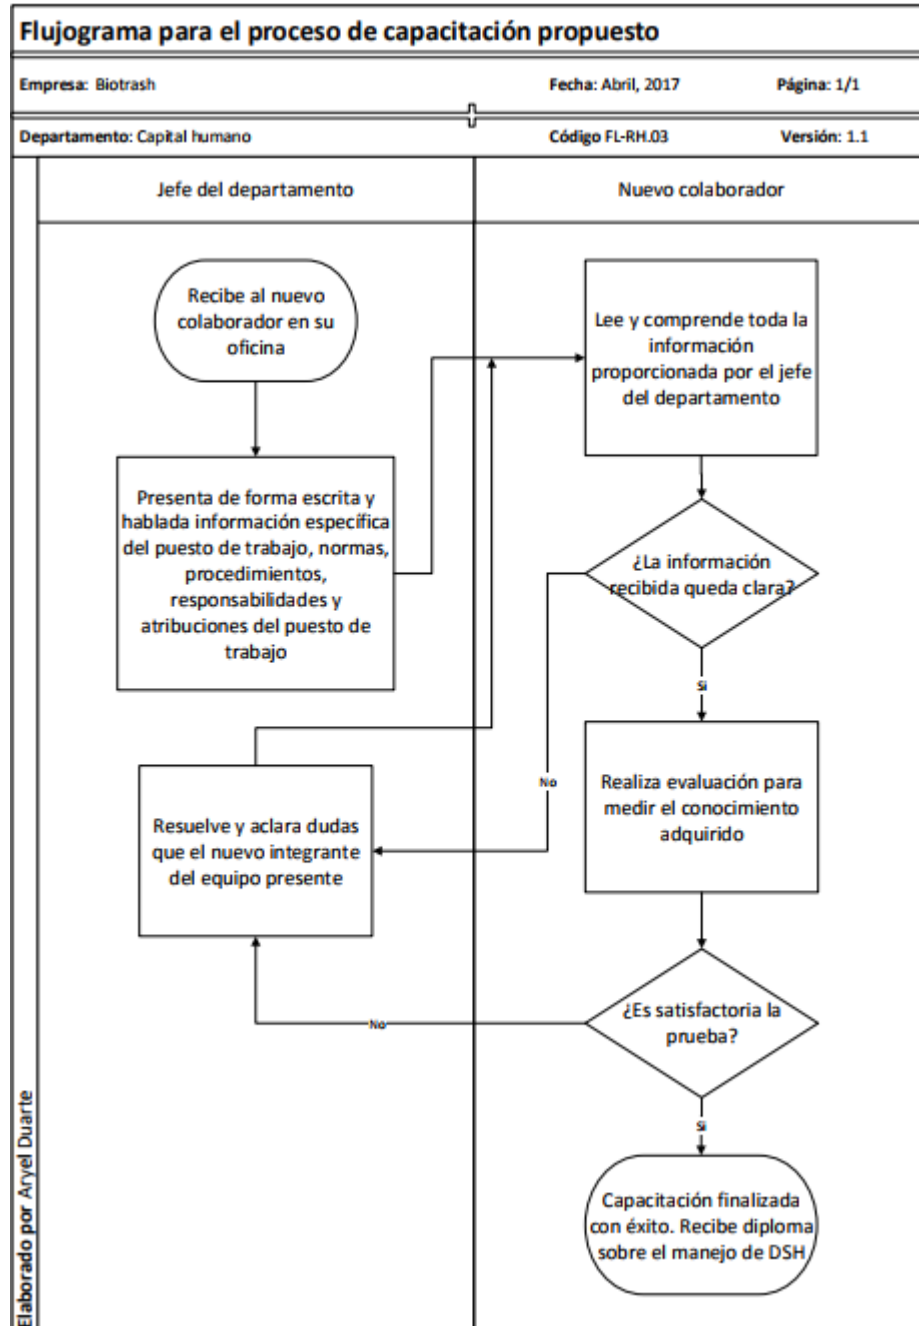 Flujograma para el proceso de capacitación propuesto
Empresa: Biotrash Fecha: Abril, 2017 Página: 1/1
Departamento: Capital humano Código FL-RH.03 Versión: 1.1
Jefe del departamento
Nuevo colaborador
Recibe al nuevo
colaborador en su
oficina
Lee y comprende toda la
información
proporcionada por el jefe
del departamento
Presenta de forma escrita y
hablada información específica
del puesto de trabajo, normas,
procedimientos,
responsabilidades y
atribuciones del puesto de
trabajo
¿La información
recibida queda clara?
Si
No
Resuelve y aclara dudas
que el nuevo integrante
del equipo presente
Realiza evaluación para
medir el conocimiento
adquirido
¿Es satisfactoria la
prueba?
No
Si
Capacitación finalizada
con éxito. Recibe diploma
sobre el manejo de DSH
Elaborado por Aryel Duarte